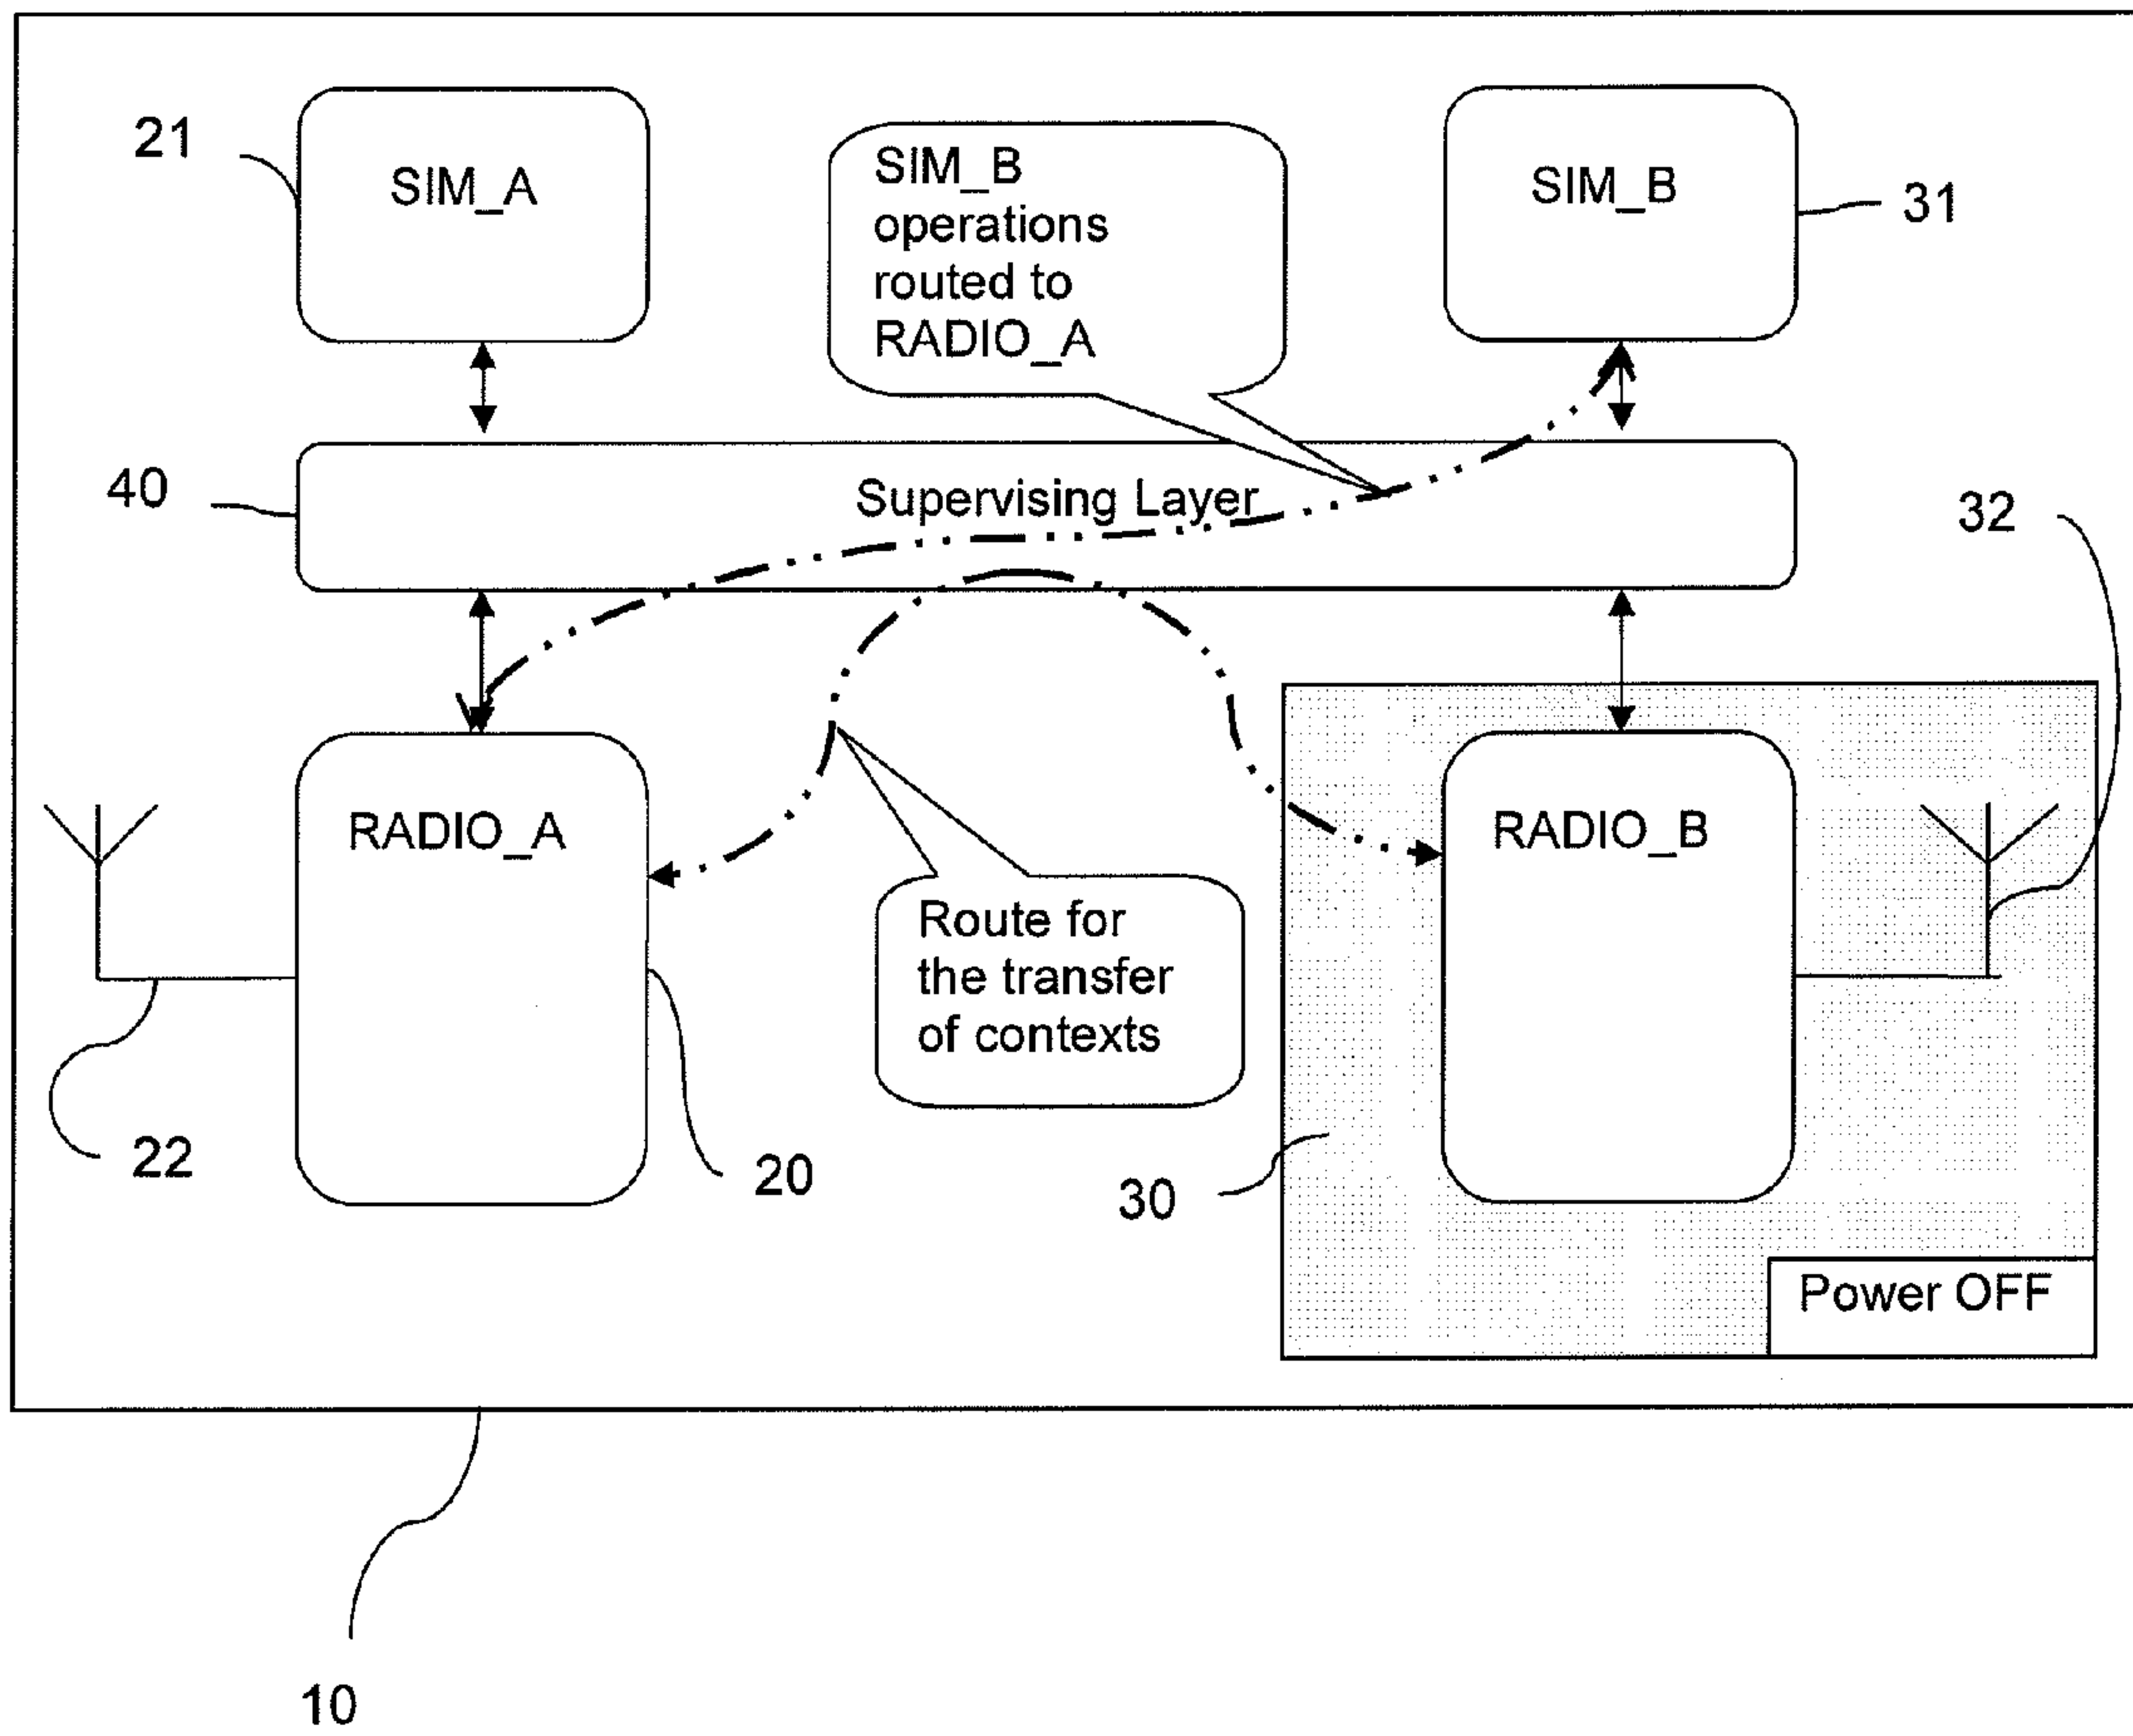 21
SIM_A
SIM_B
operations
routed to
RADIO_A
SIM_B
31
40
Supervising Layer
32
RADIO_A
RADIO_B
Route for
the transfer
of contexts
22
20
30
Power OFF
10